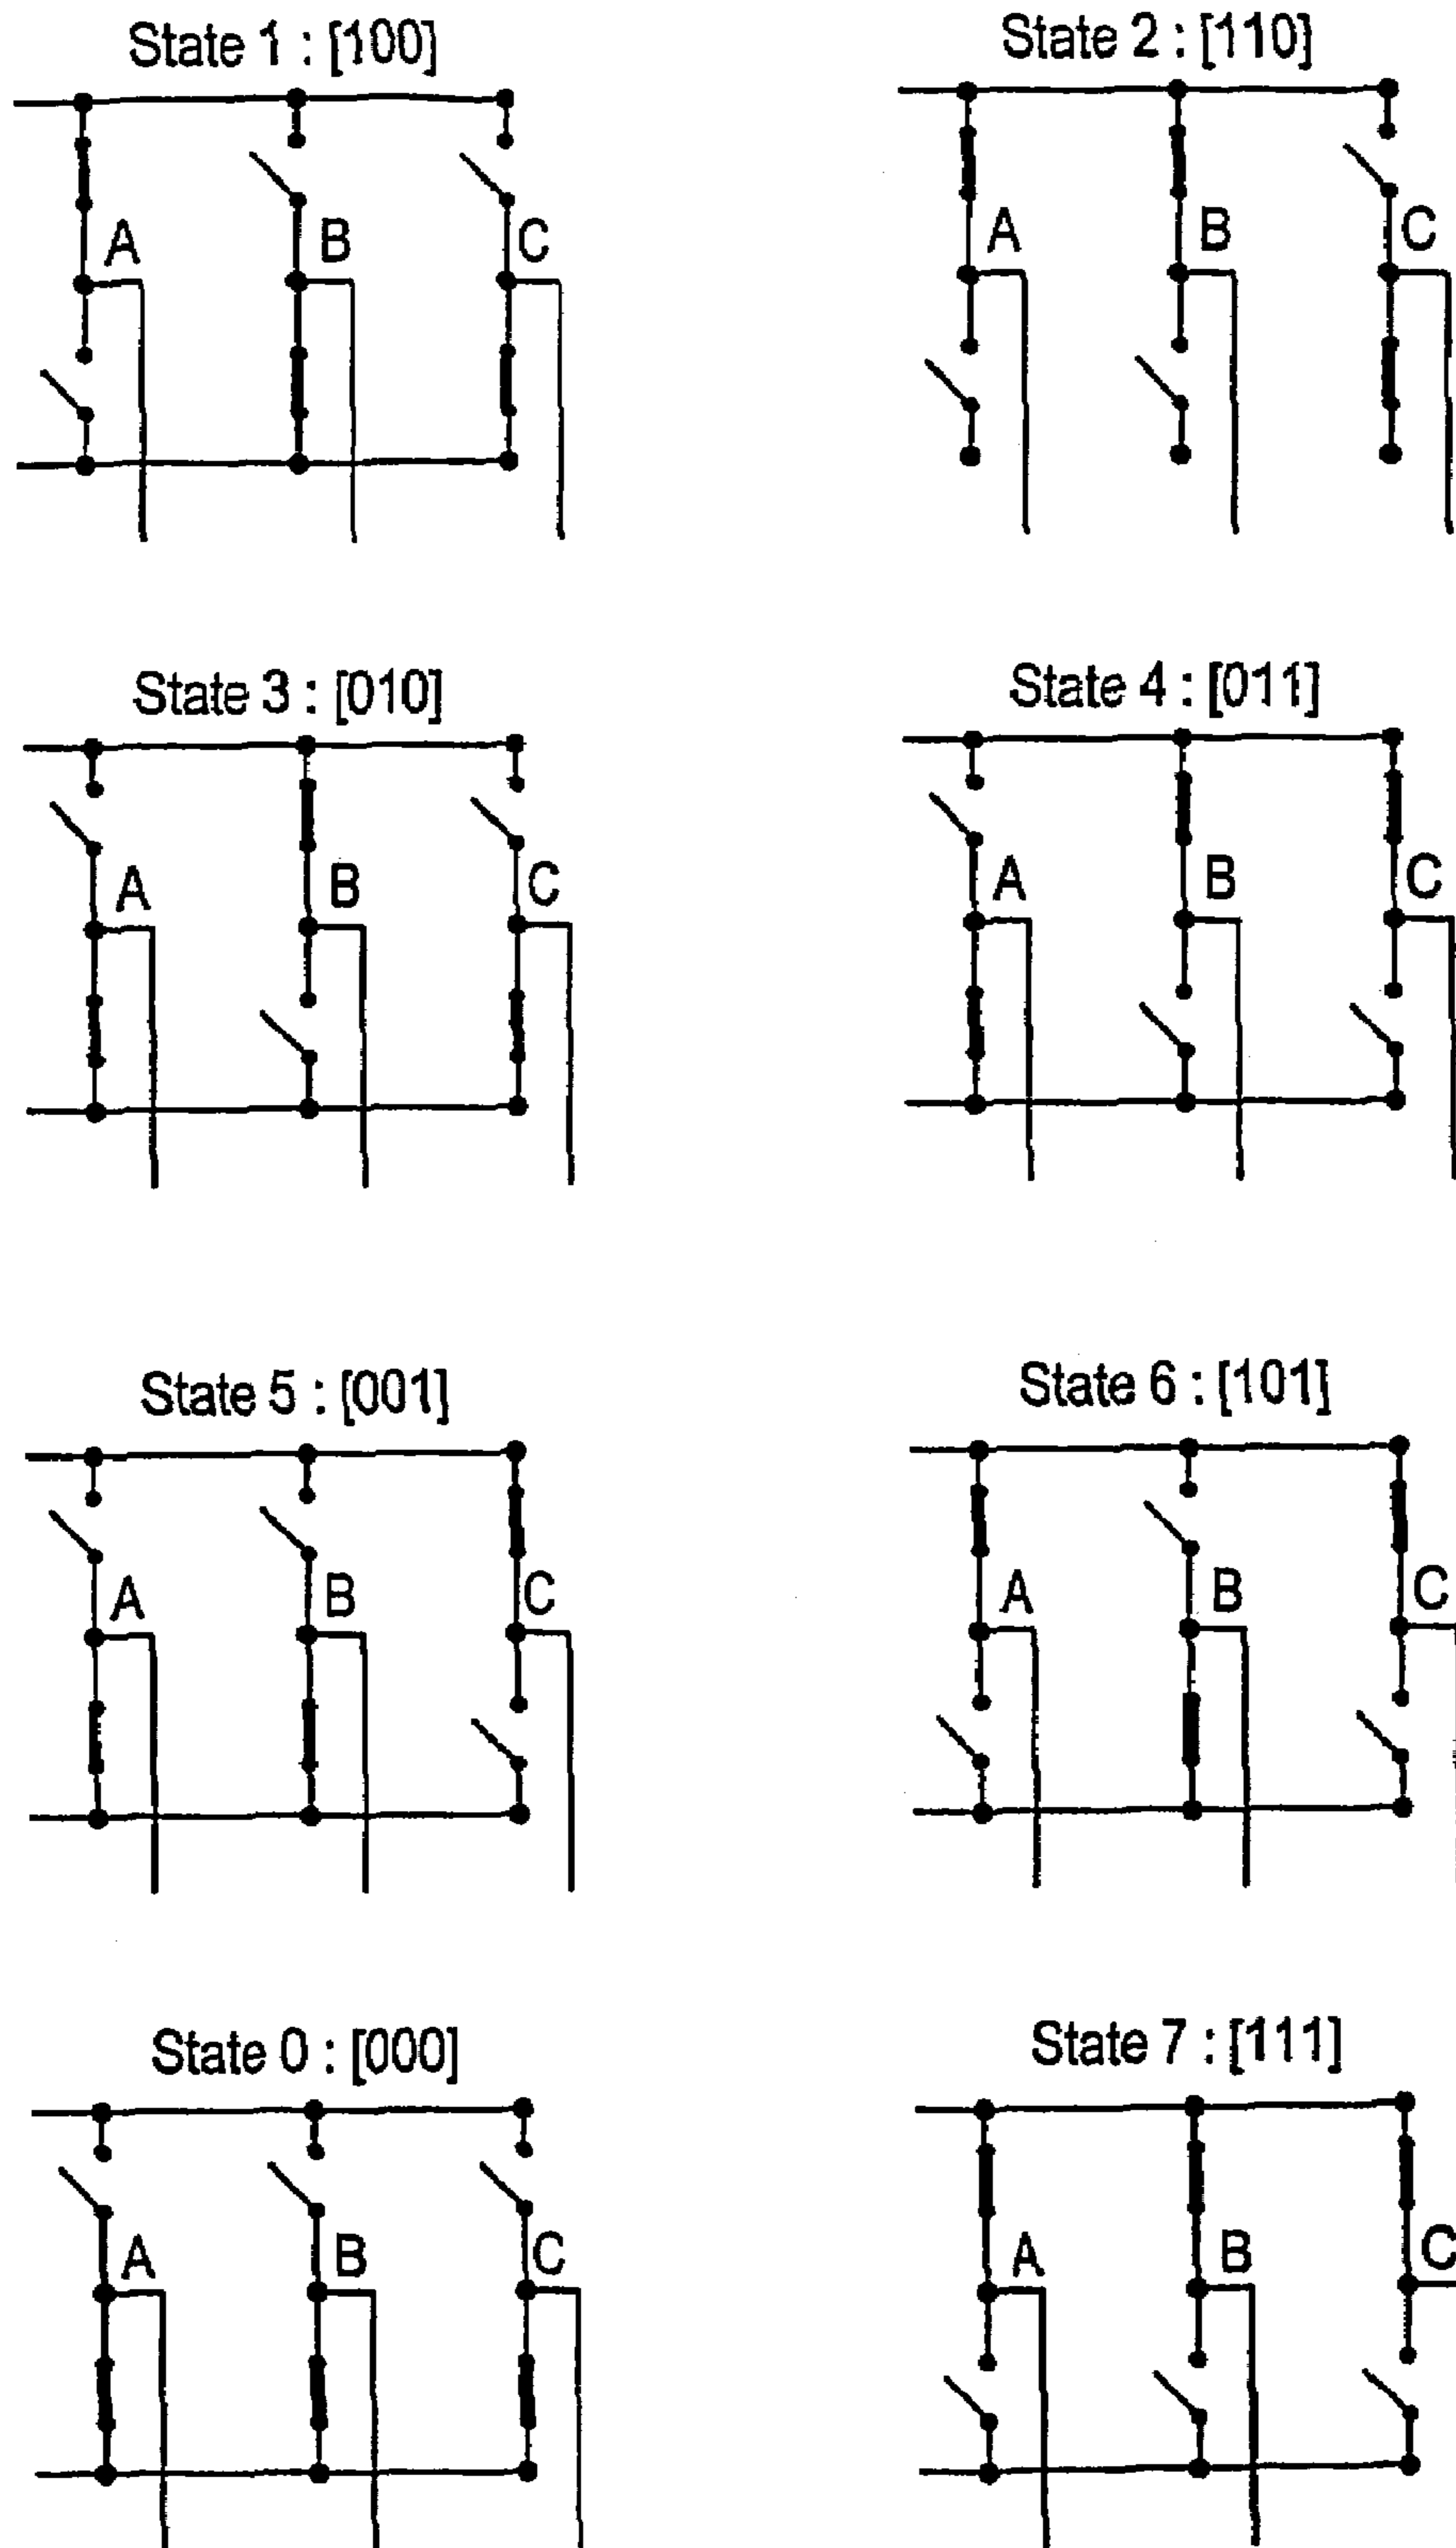 State 1 : [100]
A B C
State 2 : [110]
A B C
State 3 : [010]
A B C
State 4 : [011]
A B C
State 5 : [001]
A B C
State 6 : [101]
A B C
State 0 : [000]
A B C
State 7 : [111]
A B C